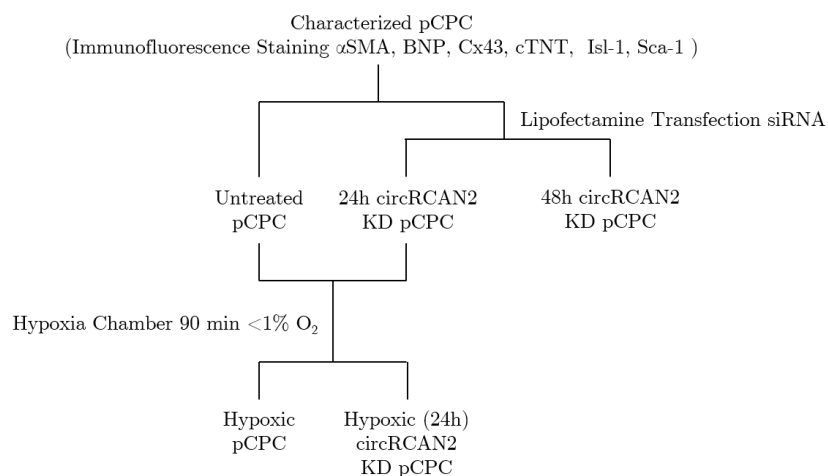 Characterized pCPC
(Immunofluorescence Staining αSMA, BNP, Cx43, cTNT, Isl-1, Sca-1 )
Lipofectamine Transfection siRNA
Untreated
pCPC
24h circRCAN2
KD pCPC
48h circRCAN2
KD pCPC
Hypoxia Chamber 90 min <1% O₂
Hypoxic
pCPC
Hypoxic (24h)
circRCAN2
KD pCPC